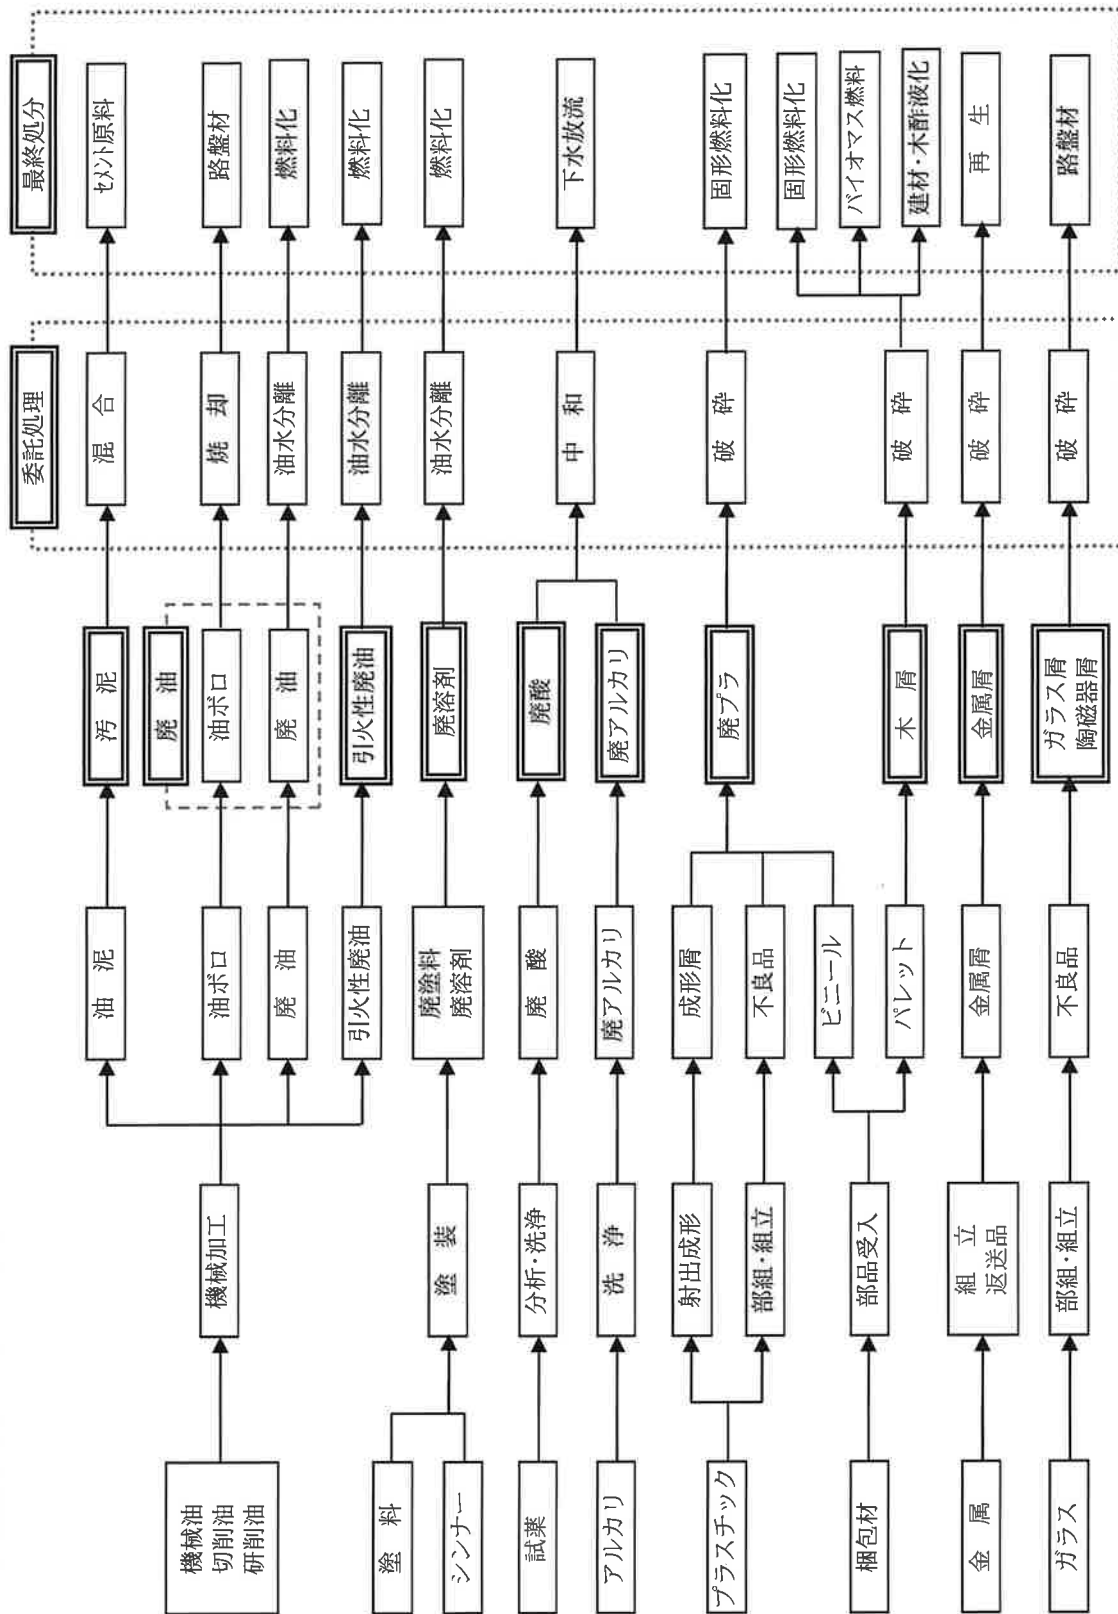 委託処理
最終処分
機械油
切削油
研削油
機械加工
油 泥
汚 泥
混 合
セメント原料
廃 油
油ボロ
油ボロ
焼 却
路盤材
廃 油
廃 油
油水分離
燃料化
引火性廃油
引火性廃油
油水分離
燃料化
塗 料
シンナー
塗 装
廃塗料
廃溶剤
廃溶剤
油水分離
燃料化
試薬
分析・洗浄
廃 酸
廃酸
中 和
下水放流
アルカリ
洗 浄
廃アルカリ
廃アルカリ
プラスチック
射出成形
成形屑
廃プラ
破 砕
固形燃料化
部組・組立
不良品
梱包材
部品受入
ビニール
パレット
木 屑
破 砕
固形燃料化
バイオマス燃料
建材・木酢液化
金 属
組 立
返送品
金属屑
金属屑
破 砕
再 生
ガラス
部組・組立
不良品
ガラス屑
陶磁器屑
破 砕
路盤材